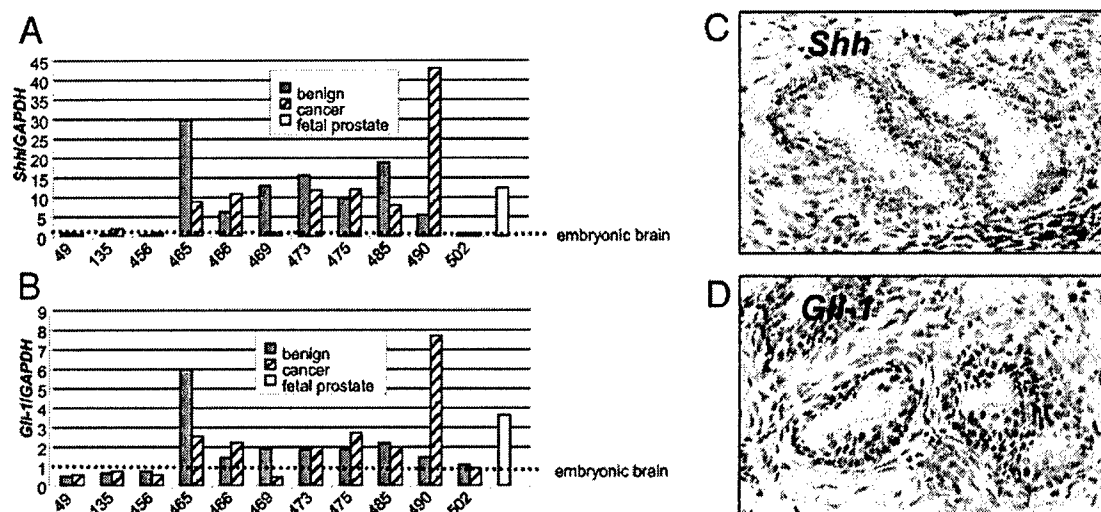 A
45
40
35
30
25
20
15
10
5
0
Shh/GAPDH
benign
cancer
fetal prostate
embryonic brain
49 135 456 465 466 469 473 475 485 490 502
B
9
8
7
6
5
4
3
2
1
0
Gli-1/GAPDH
benign
cancer
fetal prostate
embryonic brain
49 135 456 465 466 469 473 475 485 490 502
C
Shh
D
Gli-1